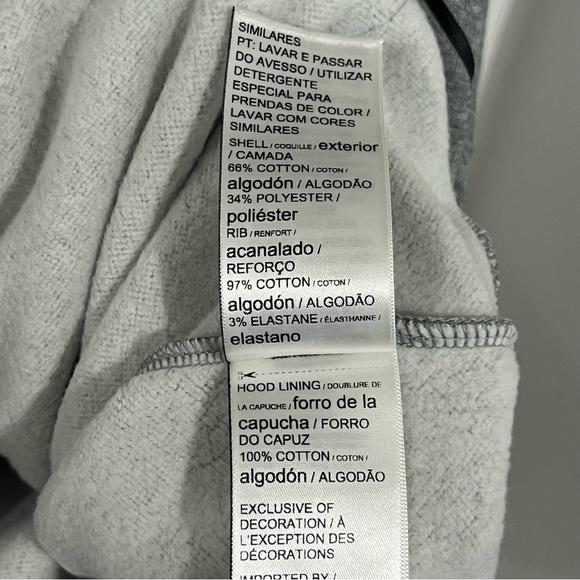 SIMILARES
PT: LAVAR E PASSAR
DO AVESSO / UTILIZAR
DETERGENTE
ESPECIAL PARA
PRENDAS DE COLOR /
LAVAR COM CORES
SIMILARES
SHELL / COQUILLE / exterior
/ CAMADA
66% COTTON / COTON /
algodón / ALGODÃO
34% POLYESTER /
poliéster
RIB / RENFORT /
acanalado /
REFORÇO
97% COTTON / COTON /
algodón / ALGODÃO
3% ELASTANE / ÉLASTHANNE /
elastano
HOOD LINING / DOUBLURE DE
LA CAPUCHE / forro de la
capucha / FORRO
DO CAPUZ
100% COTTON / COTON /
algodón / ALGODÃO
EXCLUSIVE OF
DECORATION / À
L'EXCEPTION DES
DÉCORATIONS
IMPORTED BY /